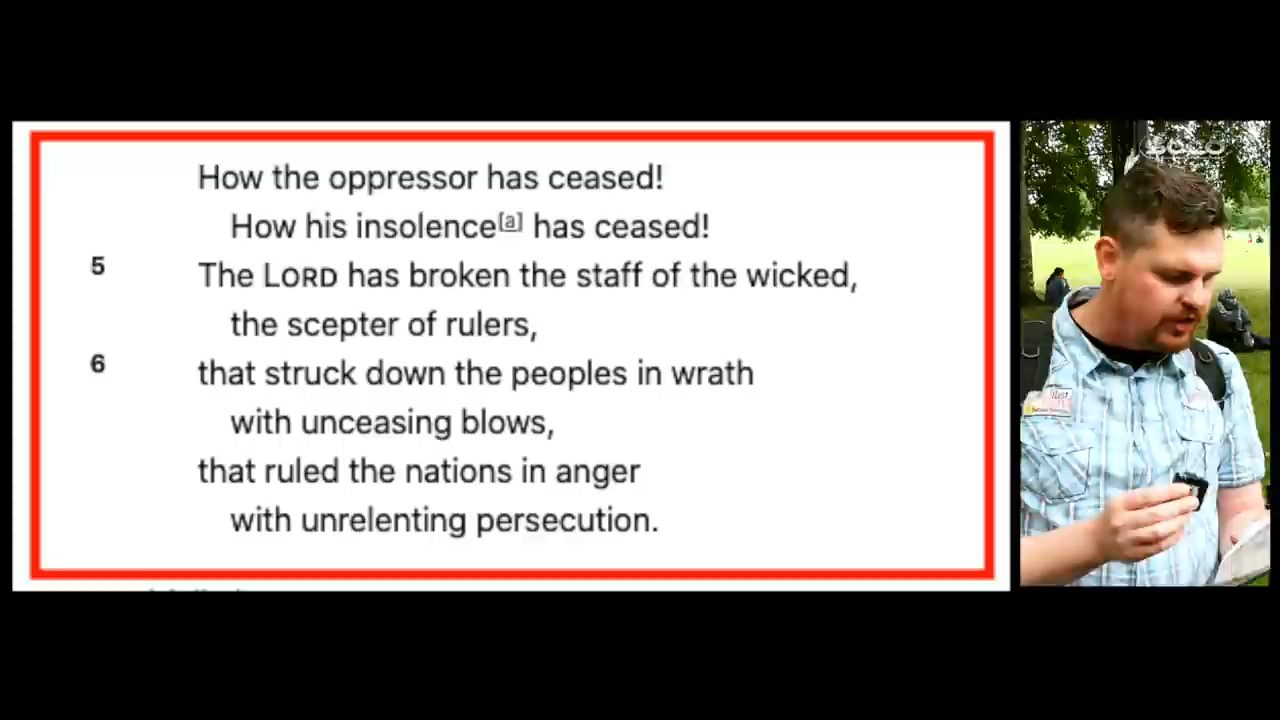 How the oppressor has ceased!
How his insolence[a] has ceased!
5 The LORD has broken the staff of the wicked,
the scepter of rulers,
6 that struck down the peoples in wrath
with unceasing blows,
that ruled the nations in anger
with unrelenting persecution.